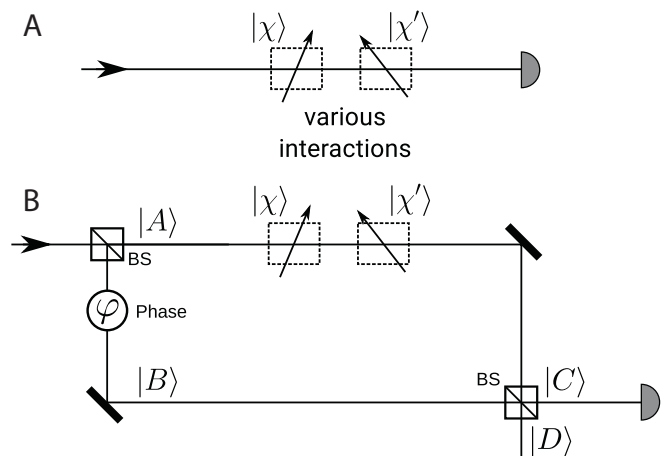 A
|χ⟩ |χ′⟩
various
interactions
B
|A⟩ |χ⟩ |χ′⟩
BS
φ Phase
|B⟩
BS |C⟩
|D⟩